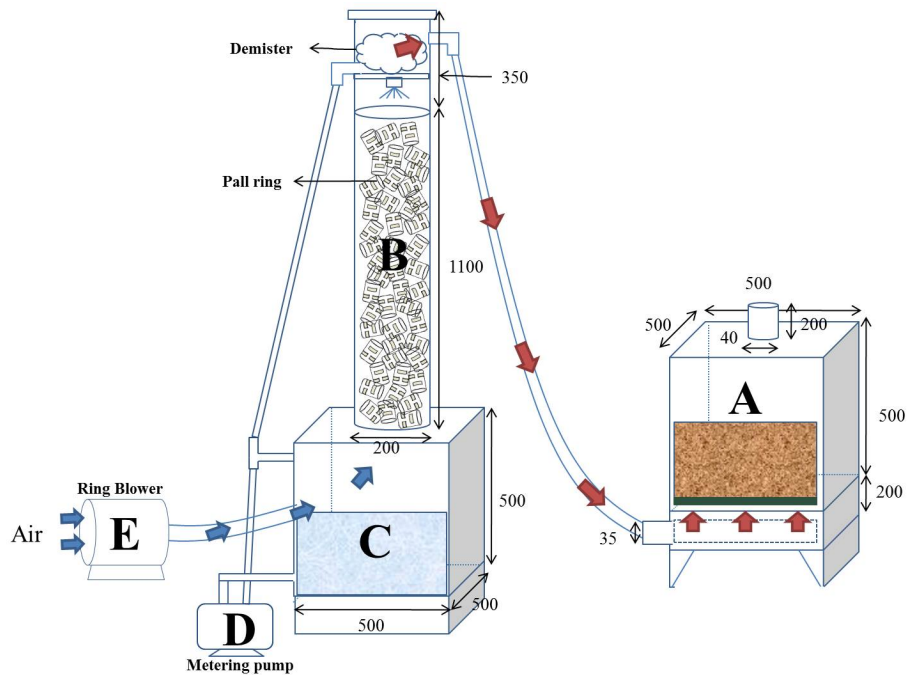 Demister
350
Pall ring
B
1100
500
500
200
40
A
500
200
200
Ring Blower
Air
E
500
C
35
D
500
500
Metering pump